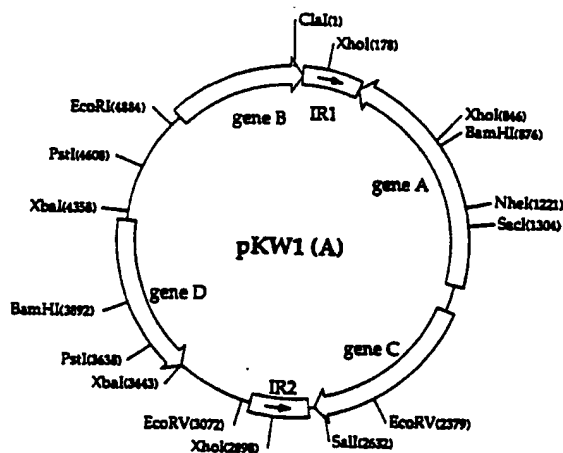 ClaI(1)
XhoI(178)
EcoRI(4884)
gene B
IR1
XhoI(846)
BamHI(876)
PstI(4608)
gene A
XbaI(4358)
NheI(1221)
SacI(1304)
pKW1 (A)
gene D
BamHI(3892)
PstI(3638)
gene C
XbaI(3443)
IR2
EcoRV(3072)
EcoRV(2379)
XhoI(2898)
SalI(2632)